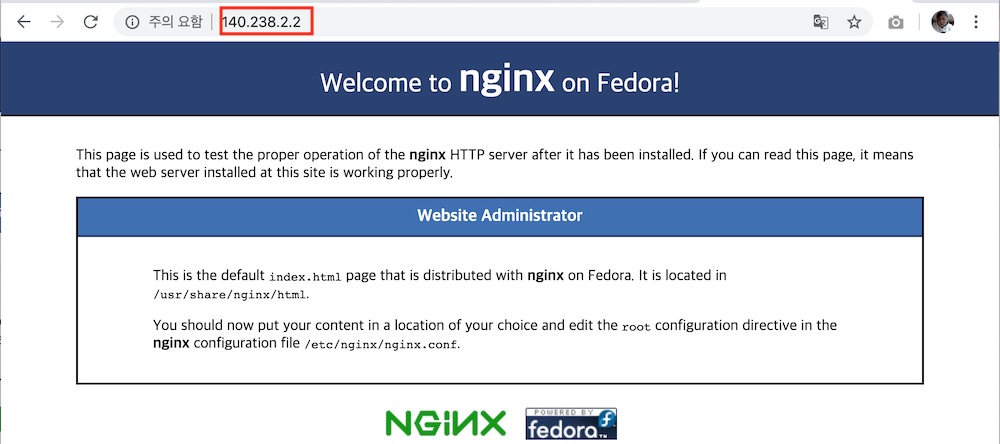 주의 요함 140.238.2.2
Welcome to nginx on Fedora!
This page is used to test the proper operation of the nginx HTTP server after it has been installed. If you can read this page, it means
that the web server installed at this site is working properly.
Website Administrator
This is the default index.html page that is distributed with nginx on Fedora. It is located in
/usr/share/nginx/html.
You should now put your content in a location of your choice and edit the root configuration directive in the
nginx configuration file /etc/nginx/nginx.conf.
NGINX POWERED BY
fedora™